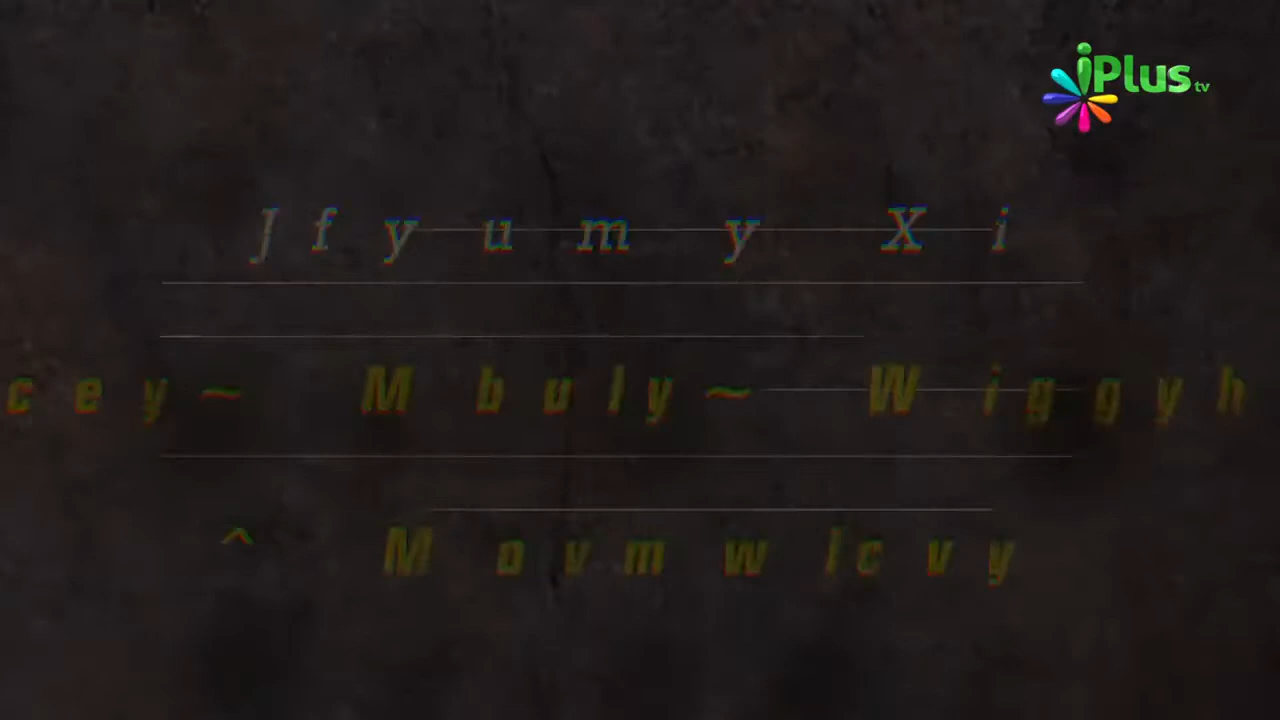 iPlus tv
J f y u m y X i
c e y ~ M b u l y ~ W i g g y h
^ M o v m w l c v y